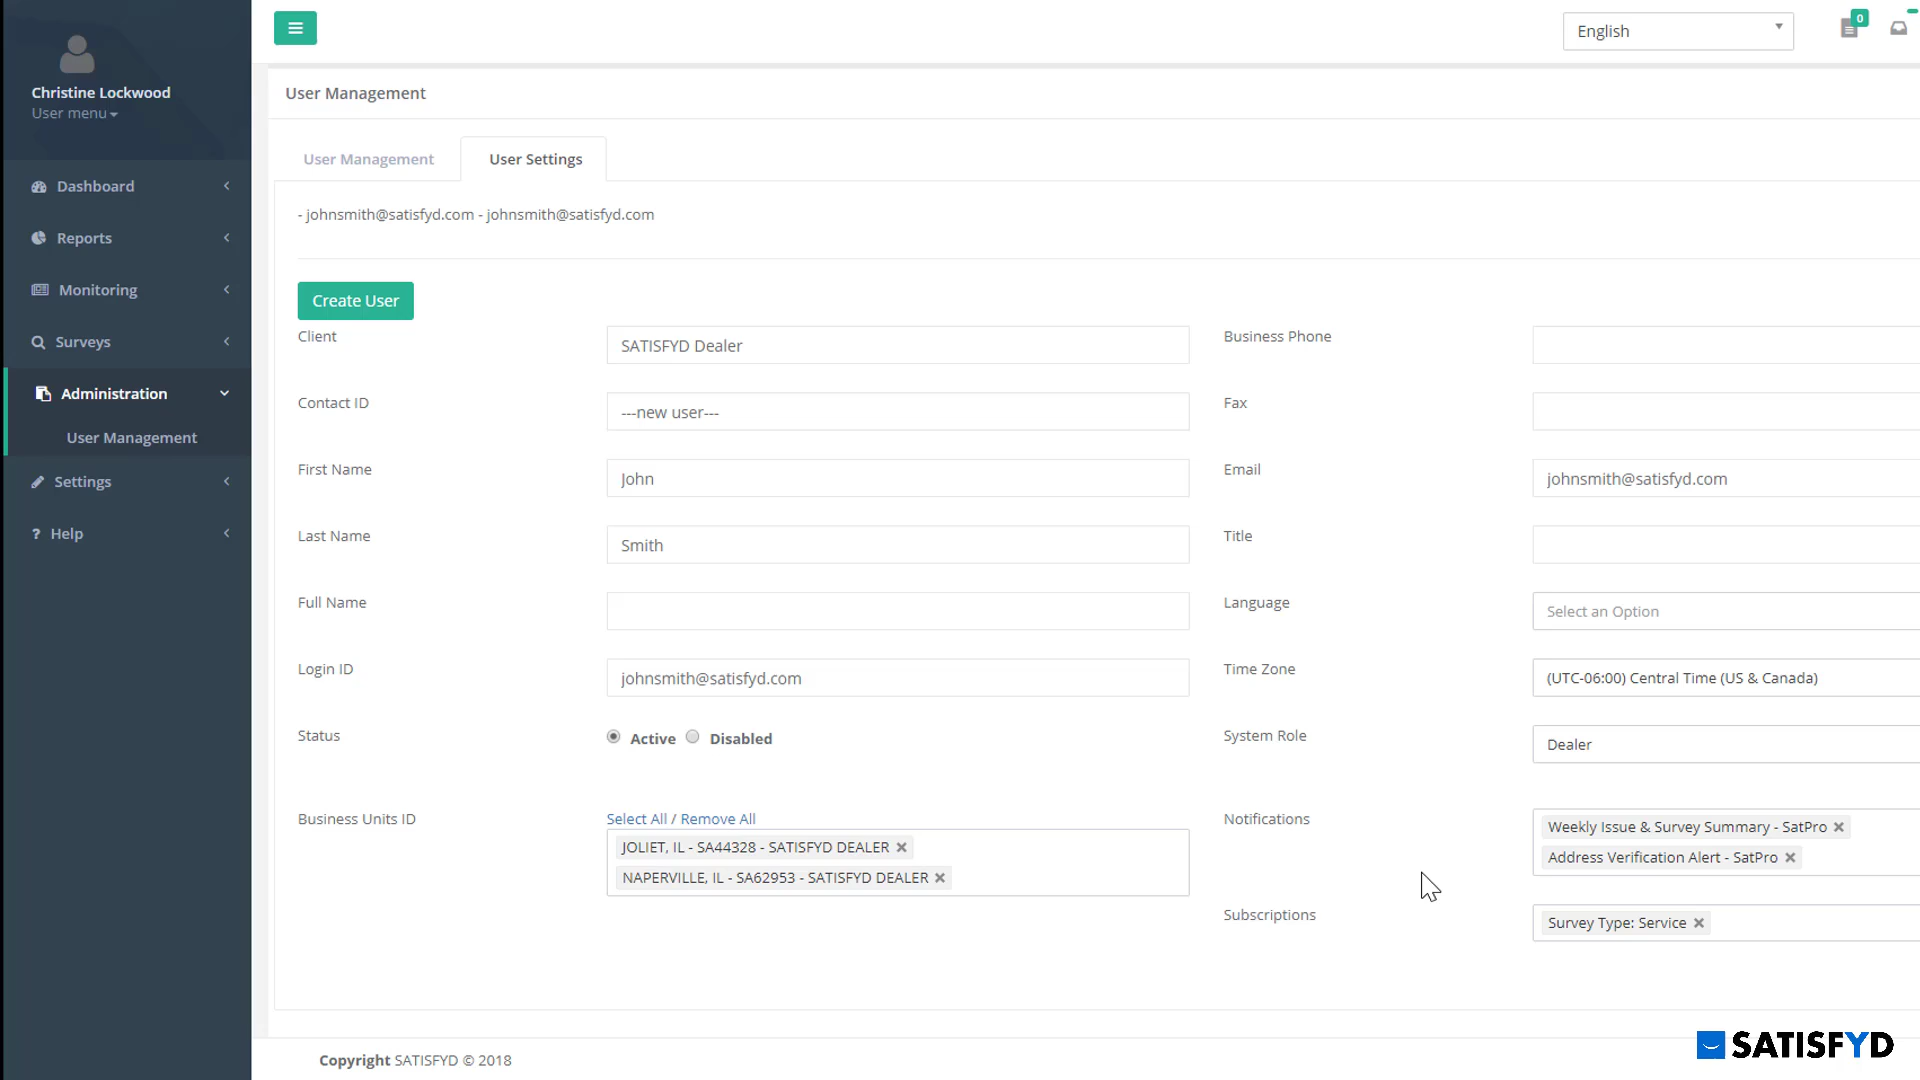 English
0
Christine Lockwood
User menu
User Management
User Management
User Settings
Dashboard
- johnsmith@satisfyd.com - johnsmith@satisfyd.com
Reports
Monitoring
Create User
Surveys
Client
SATISFYD Dealer
Business Phone
Administration
Contact ID
---new user---
Fax
User Management
First Name
John
Email
johnsmith@satisfyd.com
Settings
Last Name
Smith
Title
? Help
Full Name
Language
Select an Option
Login ID
johnsmith@satisfyd.com
Time Zone
(UTC-06:00) Central Time (US & Canada)
Status
Active
Disabled
System Role
Dealer
Business Units ID
Select All / Remove All
Notifications
JOLIET, IL - SA44328 - SATISFYD DEALER ×
NAPERVILLE, IL - SA62953 - SATISFYD DEALER ×
Weekly Issue & Survey Summary - SatPro ×
Address Verification Alert - SatPro ×
Subscriptions
Survey Type: Service ×
Copyright SATISFYD © 2018
SATISFYD